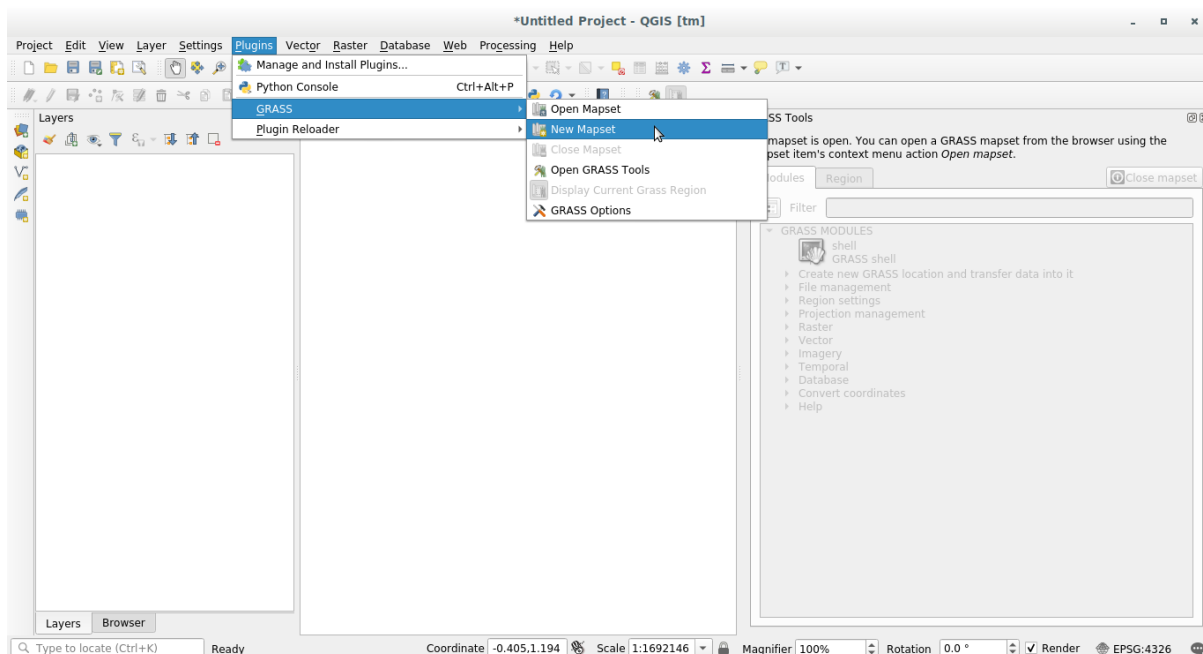 *Untitled Project - QGIS [tm]
Project Edit View Layer Settings Plugins Vector Raster Database Web Processing Help
Manage and Install Plugins...
Python Console Ctrl+Alt+P
GRASS
Plugin Reloader
Open Mapset
New Mapset
Close Mapset
Open GRASS Tools
Display Current Grass Region
GRASS Options
Layers
SS Tools
mapset is open. You can open a GRASS mapset from the browser using the
pset item's context menu action Open mapset.
odules Region Close mapset
Filter
GRASS MODULES
shell
GRASS shell
Create new GRASS location and transfer data into it
File management
Region settings
Projection management
Raster
Vector
Imagery
Temporal
Database
Convert coordinates
Help
Layers Browser
Type to locate (Ctrl+K) Ready Coordinate -0.405,1.194 Scale 1:1692146 Magnifier 100% Rotation 0.0 ° Render EPSG:4326